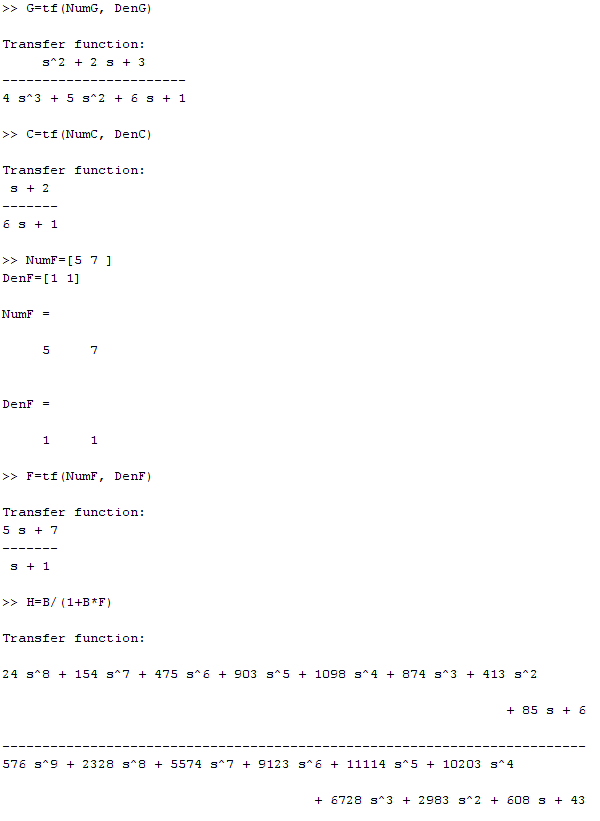 >> G=tf(NumG, DenG)
Transfer function:
s^2 + 2 s + 3
-----------------------
4 s^3 + 5 s^2 + 6 s + 1
>> C=tf(NumC, DenC)
Transfer function:
s + 2
-------
6 s + 1
>> NumF=[5 7 ]
DenF=[1 1]
NumF =
5 7
DenF =
1 1
>> F=tf(NumF, DenF)
Transfer function:
5 s + 7
-------
s + 1
>> H=B/(1+B*F)
Transfer function:
24 s^8 + 154 s^7 + 475 s^6 + 903 s^5 + 1098 s^4 + 874 s^3 + 413 s^2
+ 85 s + 6
-------------------------------------------------------------------------
576 s^9 + 2328 s^8 + 5574 s^7 + 9123 s^6 + 11114 s^5 + 10203 s^4
+ 6728 s^3 + 2983 s^2 + 608 s + 43